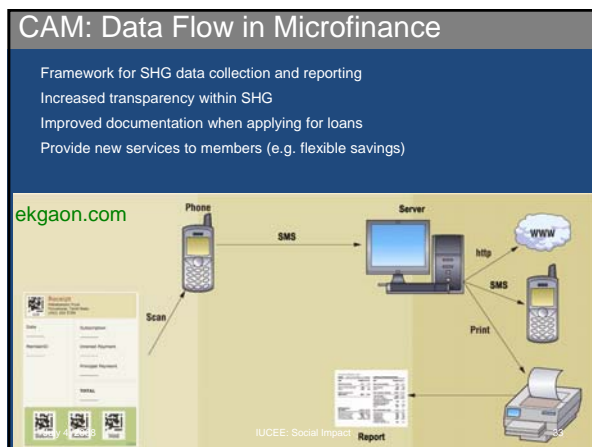 CAM: Data Flow in Microfinance
Framework for SHG data collection and reporting
Increased transparency within SHG
Improved documentation when applying for loans
Provide new services to members (e.g. flexible savings)
ekgaon.com
Phone
SMS
Server
http
WWW
SMS
Print
Scan
Receipt
Date
Subscription
MemberID
Interest Payment
Principal Payment
TOTAL
Report
IUCEE: Social Impact
33